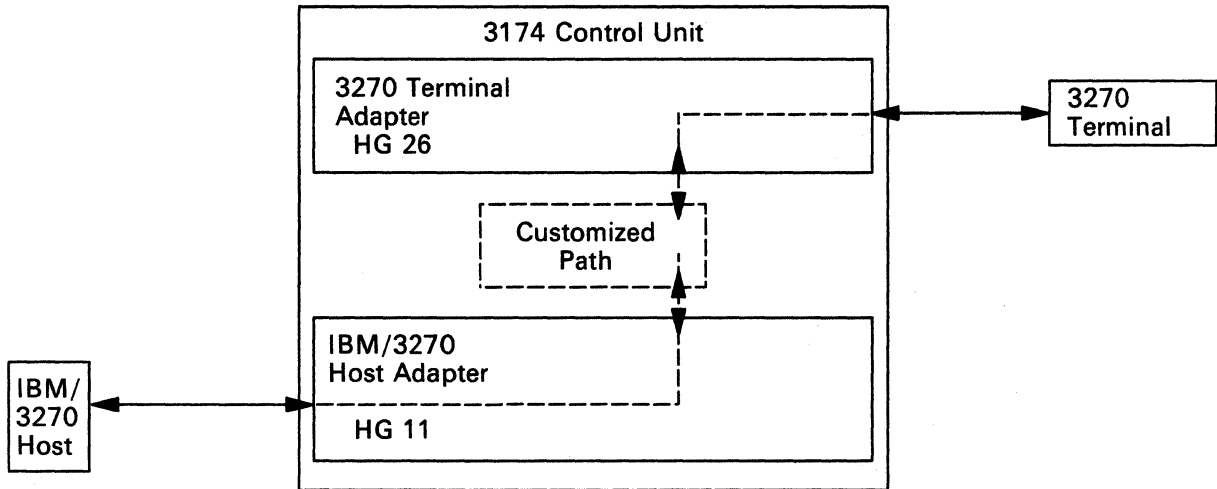 3174 Control Unit
3270 Terminal
Adapter
HG 26
3270
Terminal
Customized
Path
IBM/3270
Host Adapter
HG 11
IBM/
3270
Host